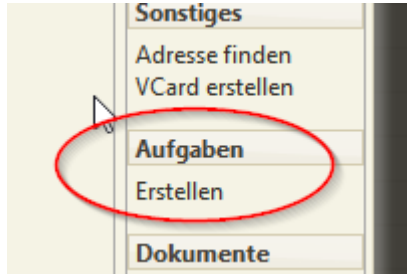 Sonstiges
Adresse finden
VCard erstellen
Aufgaben
Erstellen
Dokumente